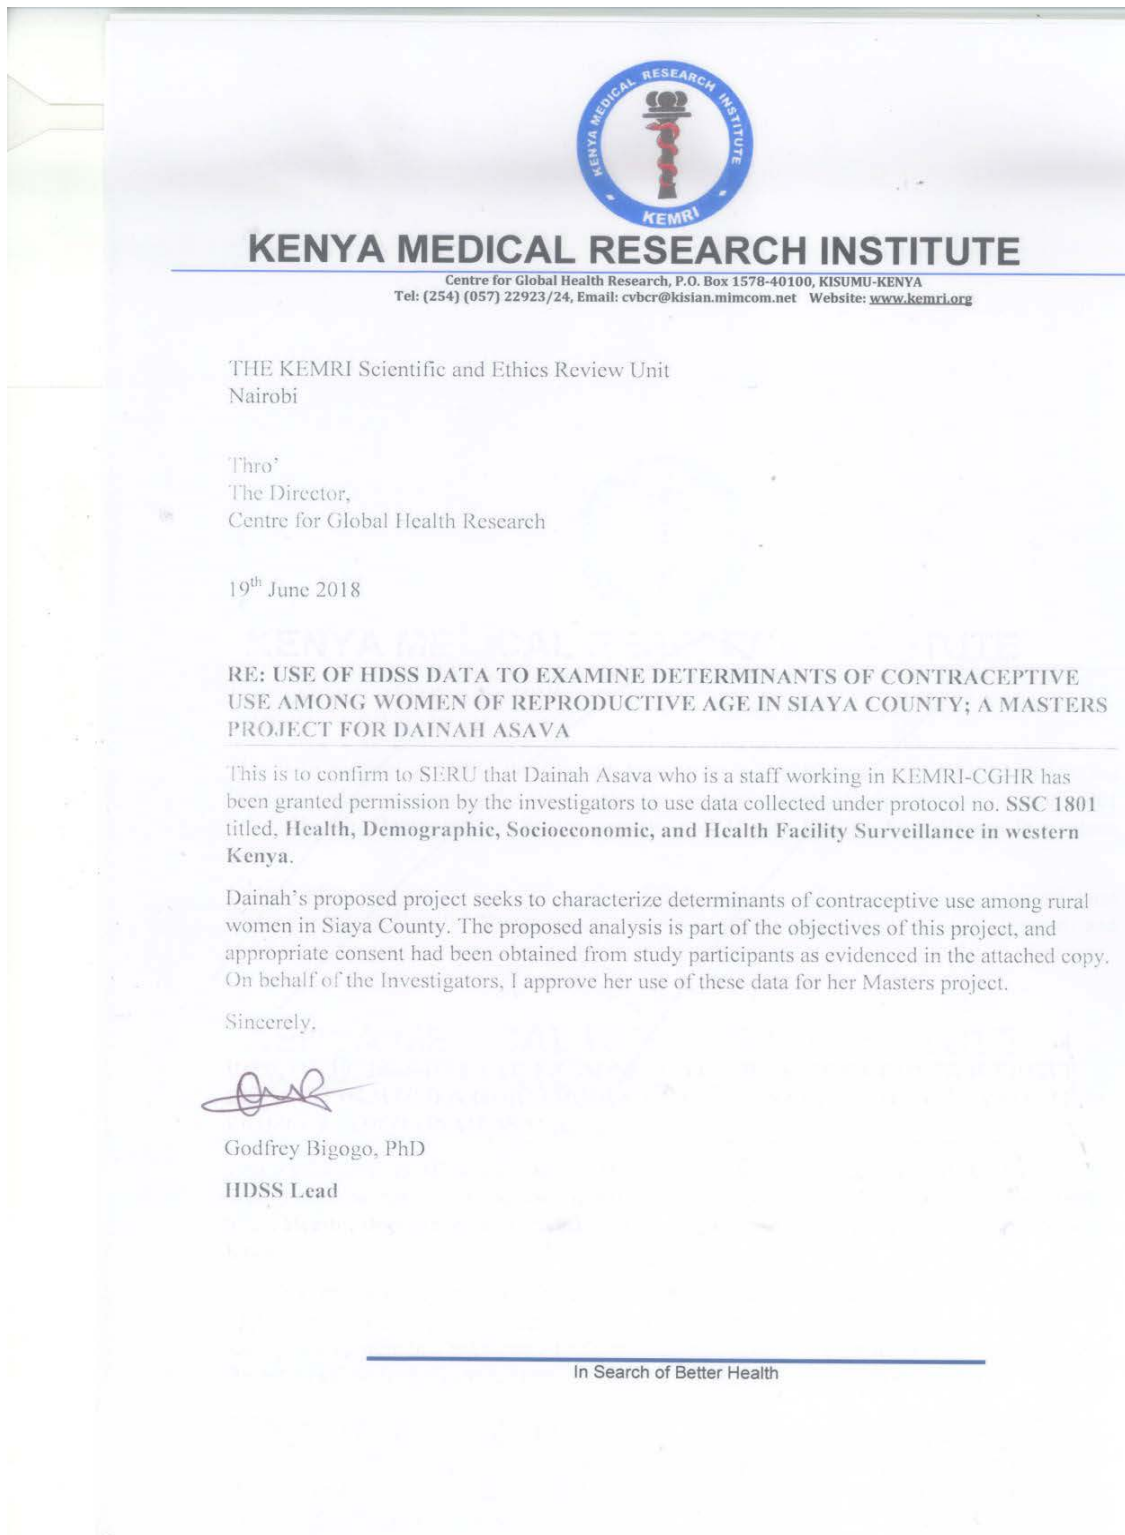 KENYA MEDICAL RESEARCH INSTITUTE
KEMRI
KENYA MEDICAL RESEARCH INSTITUTE
Centre for Global Health Research, P.O. Box 1578-40100, KISUMU-KENYA
Tel: (254) (057) 22923/24, Email: cvbcr@kisian.mimcom.net Website: www.kemri.org
THE KEMRI Scientific and Ethics Review Unit
Nairobi
Thro'
The Director,
Centre for Global Health Research
19th June 2018
RE: USE OF HDSS DATA TO EXAMINE DETERMINANTS OF CONTRACEPTIVE
USE AMONG WOMEN OF REPRODUCTIVE AGE IN SIAYA COUNTY; A MASTERS
PROJECT FOR DAINAH ASAVA
This is to confirm to SERU that Dainah Asava who is a staff working in KEMRI-CGHR has
been granted permission by the investigators to use data collected under protocol no. SSC 1801
titled, Health, Demographic, Socioeconomic, and Health Facility Surveillance in western
Kenya.
Dainah's proposed project seeks to characterize determinants of contraceptive use among rural
women in Siaya County. The proposed analysis is part of the objectives of this project, and
appropriate consent had been obtained from study participants as evidenced in the attached copy.
On behalf of the Investigators, I approve her use of these data for her Masters project.
Sincerely,
Godfrey Bigogo, PhD
HDSS Lead
In Search of Better Health